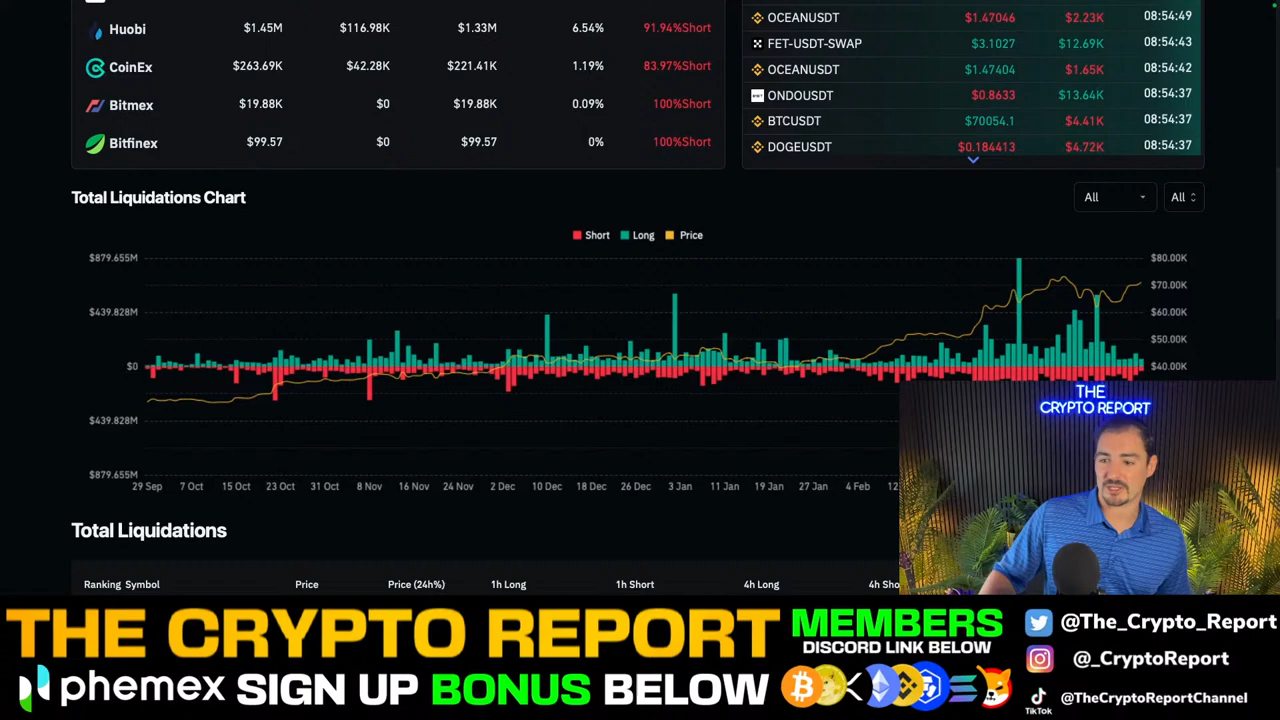 Huobi $1.45M $116.98K $1.33M 6.54% 91.94%Short
CoinEx $263.69K $42.28K $221.41K 1.19% 83.97%Short
Bitmex $19.88K $0 $19.88K 0.09% 100%Short
Bitfinex $99.57 $0 $99.57 0% 100%Short
OCEANUSDT $1.47046 $2.23K 08:54:49
FET-USDT-SWAP $3.1027 $12.69K 08:54:43
OCEANUSDT $1.47404 $1.65K 08:54:42
ONDOUSDT $0.8633 $13.64K 08:54:37
BTCUSDT $70054.1 $4.41K 08:54:37
DOGEUSDT $0.184413 $4.72K 08:54:37
Total Liquidations Chart
All All
Short Long Price
$879.655M $80.00K
$70.00K
$439.828M $60.00K
$50.00K
$0 $40.00K
$439.828M
$879.655M
29 Sep 7 Oct 15 Oct 23 Oct 31 Oct 8 Nov 16 Nov 24 Nov 2 Dec 10 Dec 18 Dec 26 Dec 3 Jan 11 Jan 19 Jan 27 Jan 4 Feb 12
THE
CRYPTO REPORT
Total Liquidations
Ranking Symbol Price Price (24h%) 1h Long 1h Short 4h Long 4h Sho
THE CRYPTO REPORT
phemex SIGN UP BONUS BELOW
MEMBERS
DISCORD LINK BELOW
@The_Crypto_Report
@_CryptoReport
TikTok @TheCryptoReportChannel